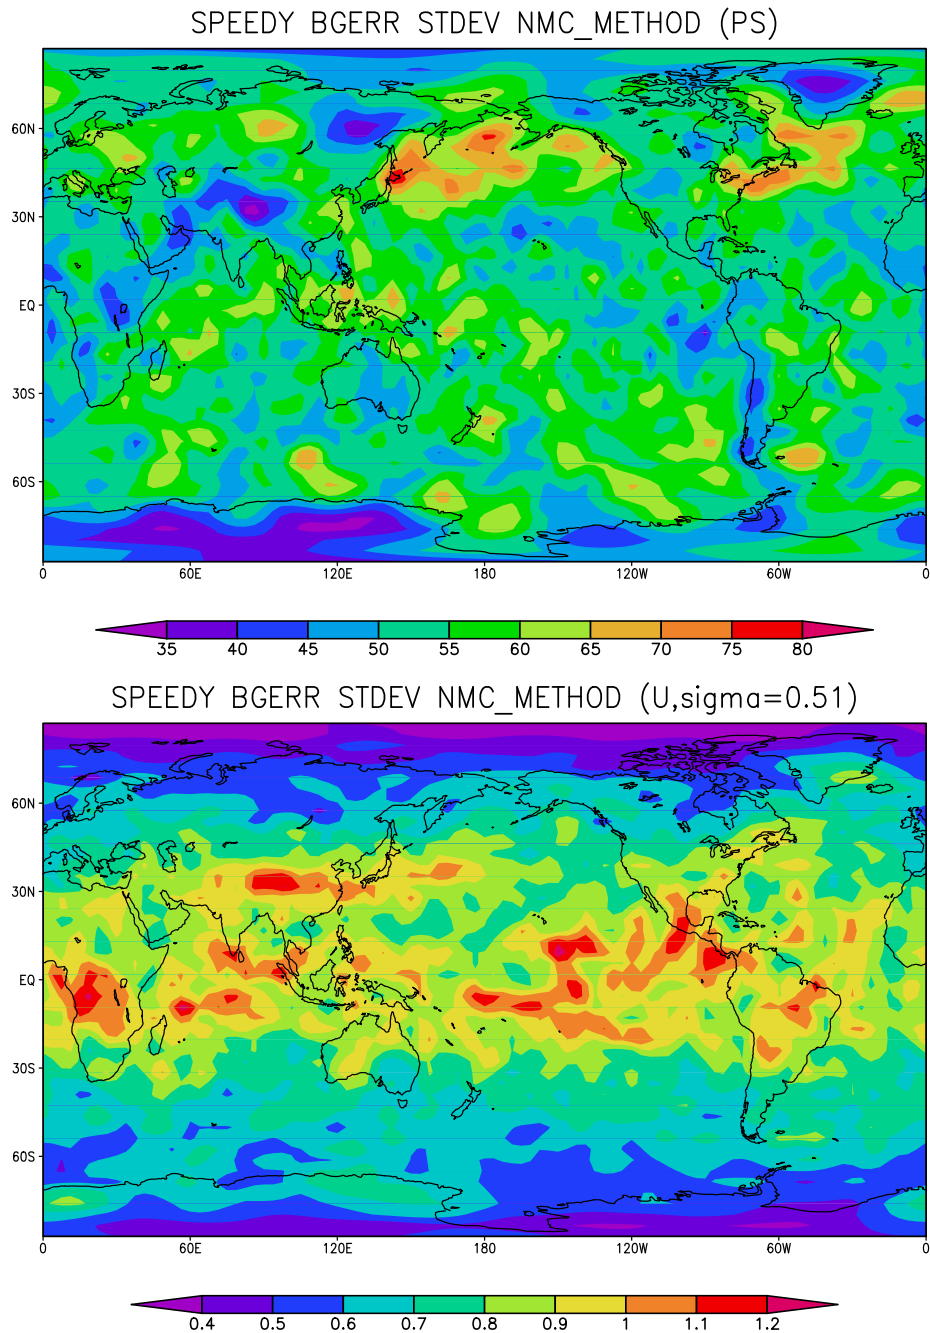 SPEEDY BGERR STDEV NMC_METHOD (PS)
60N
30N
EQ
30S
60S
0 60E 120E 180 120W 60W 0
35 40 45 50 55 60 65 70 75 80
SPEEDY BGERR STDEV NMC_METHOD (U,sigma=0.51)
60N
30N
EQ
30S
60S
0 60E 120E 180 120W 60W 0
0.4 0.5 0.6 0.7 0.8 0.9 1 1.1 1.2